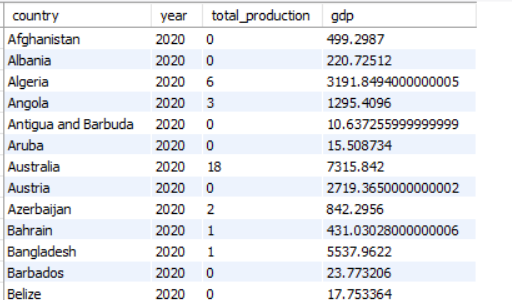 country year total_production gdp
Afghanistan 2020 0 499.2987
Albania 2020 0 220.72512
Algeria 2020 6 3191.8494000000005
Angola 2020 3 1295.4096
Antigua and Barbuda 2020 0 10.637255999999999
Aruba 2020 0 15.508734
Australia 2020 18 7315.842
Austria 2020 0 2719.3650000000002
Azerbaijan 2020 2 842.2956
Bahrain 2020 1 431.03028000000006
Bangladesh 2020 1 5537.9622
Barbados 2020 0 23.773206
Belize 2020 0 17.753364